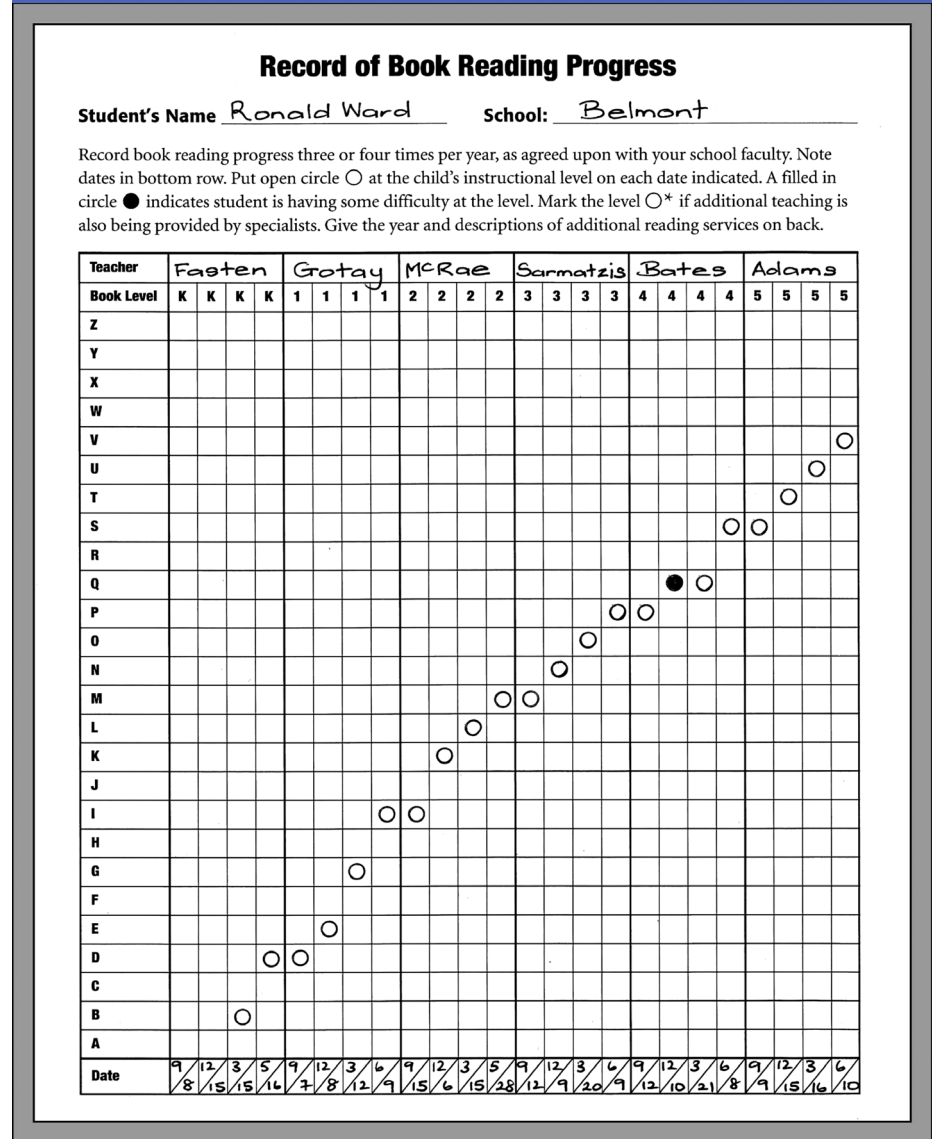 Record of Book Reading Progress
Student's Name Ronald Ward School: Belmont
Record book reading progress three or four times per year, as agreed upon with your school faculty. Note
dates in bottom row. Put open circle ○ at the child's instructional level on each date indicated. A filled in
circle ● indicates student is having some difficulty at the level. Mark the level ○* if additional teaching is
also being provided by specialists. Give the year and descriptions of additional reading services on back.
Teacher Fasten Gotay McRae Sarmatzis Bates Adams
Book Level K K K K 1 1 1 1 2 2 2 2 3 3 3 3 4 4 4 4 5 5 5 5
Z
Y
X
W
V
U
T
S
R
Q
P
O
N
M
L
K
J
I
H
G
F
E
D
C
B
A
Date 9/8 12/15 3/15 5/16 9/7 12/8 3/12 6/9 9/15 12/6 3/15 5/28 9/12 12/9 3/20 6/9 9/12 12/10 3/21 6/8 9/9 12/15 3/16 6/10